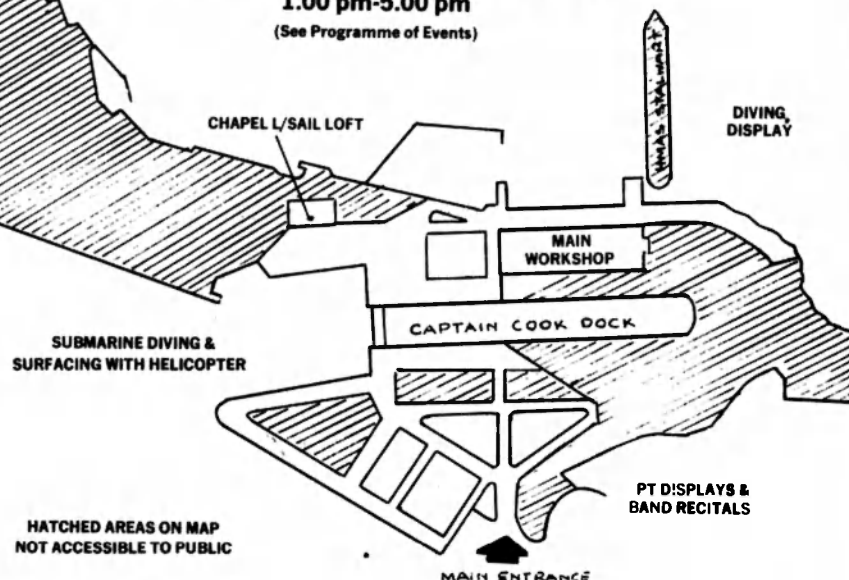 1.00 pm-5.00 pm
(See Programme of Events)
CHAPEL L/SAIL LOFT
HMAS STALWART
DIVING
DISPLAY
MAIN
WORKSHOP
CAPTAIN COOK DOCK
SUBMARINE DIVING &
SURFACING WITH HELICOPTER
PT DISPLAYS &
BAND RECITALS
HATCHED AREAS ON MAP
NOT ACCESSIBLE TO PUBLIC
MAIN ENTRANCE